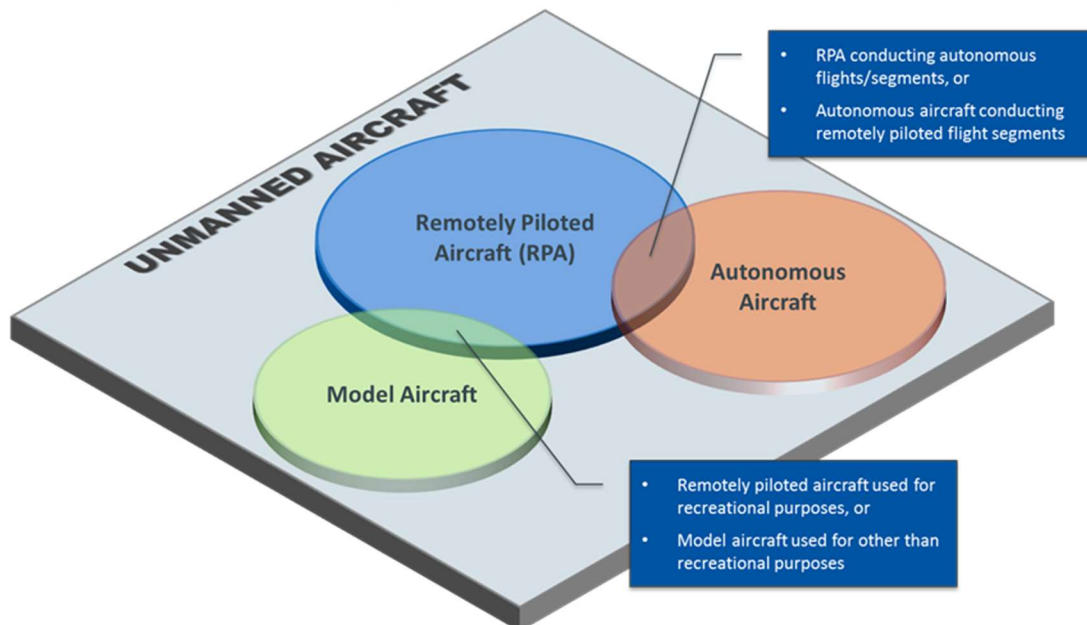 UNMANNED AIRCRAFT
• RPA conducting autonomous
flights/segments, or
• Autonomous aircraft conducting
remotely piloted flight segments
Remotely Piloted
Aircraft (RPA)
Autonomous
Aircraft
Model Aircraft
• Remotely piloted aircraft used for
recreational purposes, or
• Model aircraft used for other than
recreational purposes